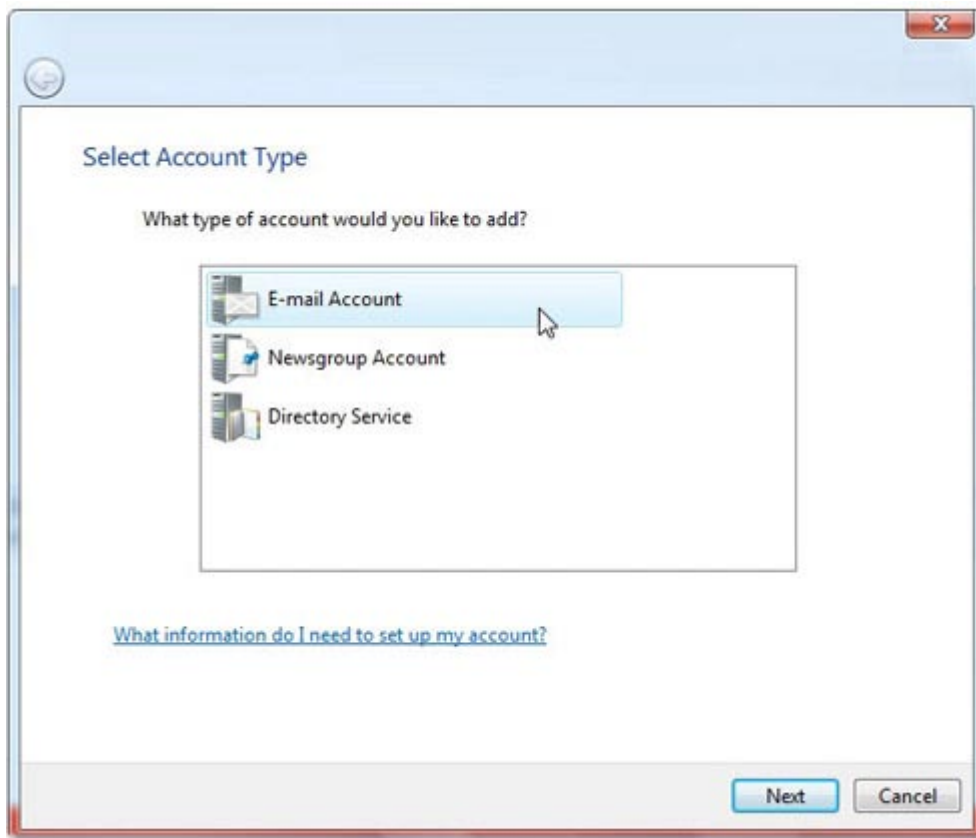 Select Account Type
What type of account would you like to add?
E-mail Account
Newsgroup Account
Directory Service
What information do I need to set up my account?
Next
Cancel